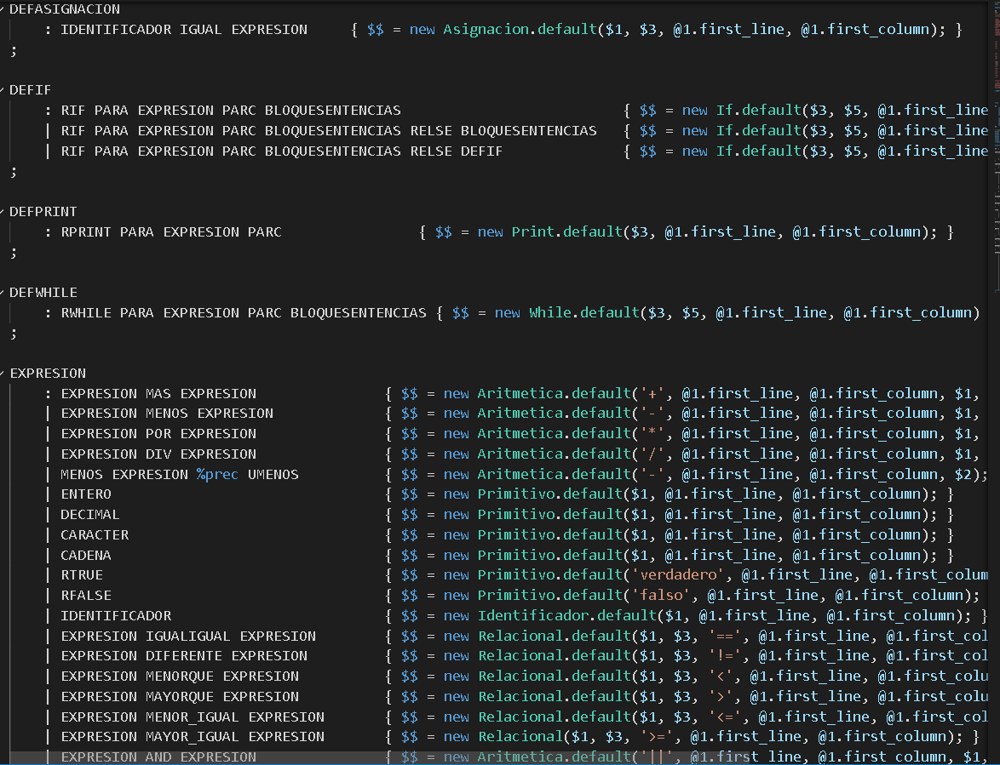 DEFASIGNACION
: IDENTIFICADOR IGUAL EXPRESION { $$ = new Asignacion.default($1, $3, @1.first_line, @1.first_column); }
;
DEFIF
: RIF PARA EXPRESION PARC BLOQUESENTENCIAS { $$ = new If.default($3, $5, @1.first_line
| RIF PARA EXPRESION PARC BLOQUESENTENCIAS RELSE BLOQUESENTENCIAS { $$ = new If.default($3, $5, @1.first_line
| RIF PARA EXPRESION PARC BLOQUESENTENCIAS RELSE DEFIF { $$ = new If.default($3, $5, @1.first_line
;
DEFPRINT
: RPRINT PARA EXPRESION PARC { $$ = new Print.default($3, @1.first_line, @1.first_column); }
;
DEFWHILE
: RWHILE PARA EXPRESION PARC BLOQUESENTENCIAS { $$ = new While.default($3, $5, @1.first_line, @1.first_column)
;
EXPRESION
: EXPRESION MAS EXPRESION { $$ = new Aritmetica.default('+', @1.first_line, @1.first_column, $1,
| EXPRESION MENOS EXPRESION { $$ = new Aritmetica.default('-', @1.first_line, @1.first_column, $1,
| EXPRESION POR EXPRESION { $$ = new Aritmetica.default('*', @1.first_line, @1.first_column, $1,
| EXPRESION DIV EXPRESION { $$ = new Aritmetica.default('/', @1.first_line, @1.first_column, $1,
| MENOS EXPRESION %prec UMENOS { $$ = new Aritmetica.default('-', @1.first_line, @1.first_column, $2);
| ENTERO { $$ = new Primitivo.default($1, @1.first_line, @1.first_column); }
| DECIMAL { $$ = new Primitivo.default($1, @1.first_line, @1.first_column); }
| CARACTER { $$ = new Primitivo.default($1, @1.first_line, @1.first_column); }
| CADENA { $$ = new Primitivo.default($1, @1.first_line, @1.first_column); }
| RTRUE { $$ = new Primitivo.default('verdadero', @1.first_line, @1.first_colum
| RFALSE { $$ = new Primitivo.default('falso', @1.first_line, @1.first_column);
| IDENTIFICADOR { $$ = new Identificador.default($1, @1.first_line, @1.first_column); }
| EXPRESION IGUALIGUAL EXPRESION { $$ = new Relacional.default($1, $3, '==', @1.first_line, @1.first_col
| EXPRESION DIFERENTE EXPRESION { $$ = new Relacional.default($1, $3, '!=', @1.first_line, @1.first_col
| EXPRESION MENORQUE EXPRESION { $$ = new Relacional.default($1, $3, '<', @1.first_line, @1.first_colu
| EXPRESION MAYORQUE EXPRESION { $$ = new Relacional.default($1, $3, '>', @1.first_line, @1.first_colu
| EXPRESION MENOR_IGUAL EXPRESION { $$ = new Relacional.default($1, $3, '<=', @1.first_line, @1.first_col
| EXPRESION MAYOR_IGUAL EXPRESION { $$ = new Relacional($1, $3, '>=', @1.first_line, @1.first_column); }
| EXPRESION AND EXPRESION { $$ = new Aritmetica.default('||', @1.first_line, @1.first_column, $1,